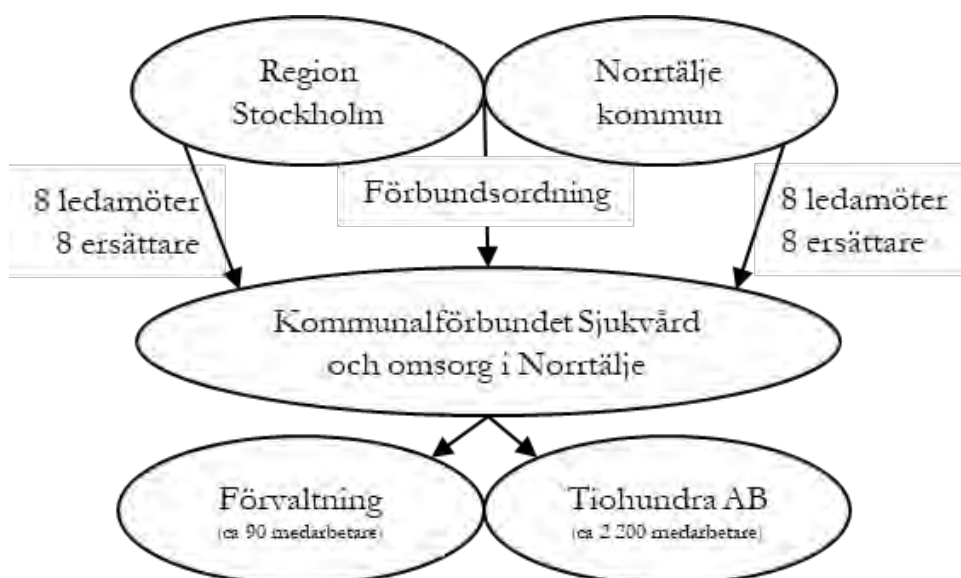 Region
Stockholm
Norrtälje
kommun
8 ledamöter
8 ersättare
Förbundsordning
8 ledamöter
8 ersättare
Kommunalförbundet Sjukvård
och omsorg i Norrtälje
Förvaltning
(ca 90 medarbetare)
Tiohundra AB
(ca 2 200 medarbetare)